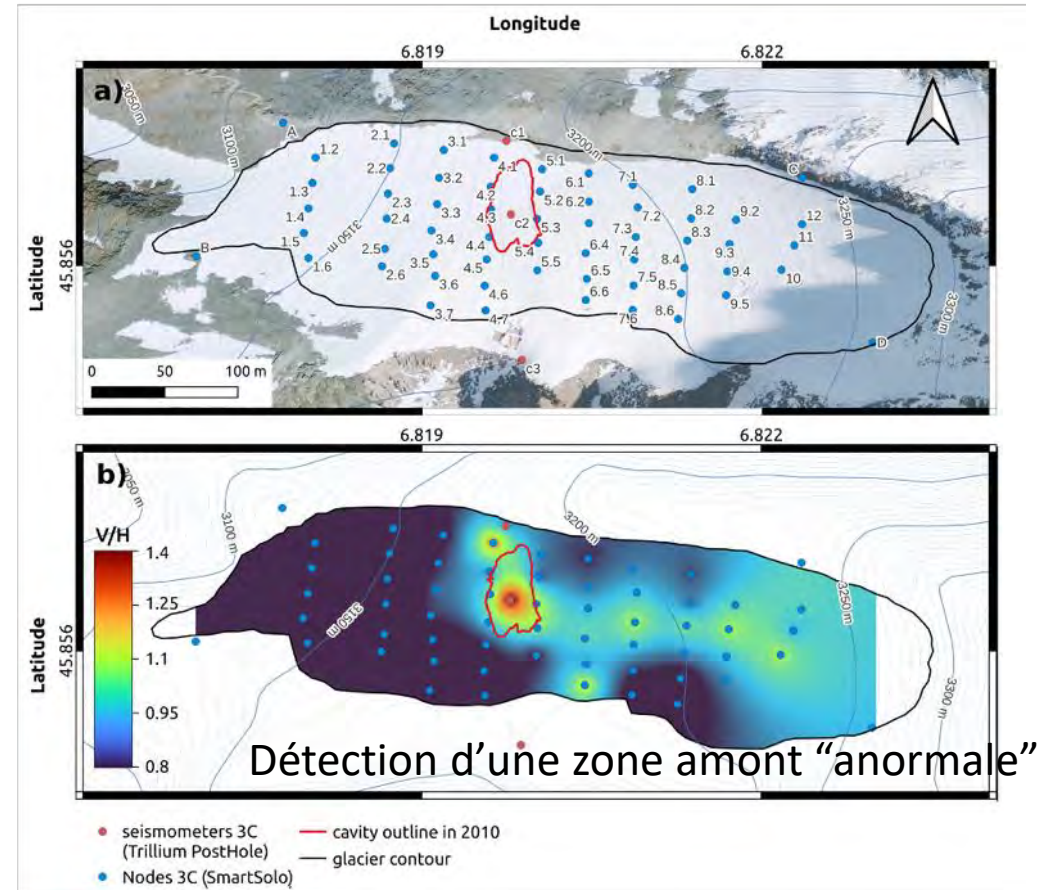 Longitude
6.819 6.822
a)
3050 m
3100 m
3150 m
3200 m
3250 m
3300 m
A
B
C
D
c1
c2
c3
1.2
1.3
1.4
1.5
1.6
2.1
2.2
2.3
2.4
2.5
2.6
3.1
3.2
3.3
3.4
3.5
3.6
3.7
4.1
4.2
4.3
4.4
4.5
4.6
4.7
5.1
5.2
5.3
5.4
5.5
6.1
6.2
6.4
6.5
6.6
7.1
7.2
7.3
7.4
7.5
7.6
8.1
8.2
8.3
8.4
8.5
8.6
9.2
9.3
9.4
9.5
10
11
12
Latitude
45.856
0 50 100 m
6.819 6.822
b)
3050 m
3100 m
3150 m
3200 m
3250 m
3300 m
V/H
1.4
1.25
1.1
0.95
0.8
Latitude
45.856
Détection d’une zone amont “anormale”
seismometers 3C
(Trillium PostHole)
Nodes 3C (SmartSolo)
cavity outline in 2010
glacier contour